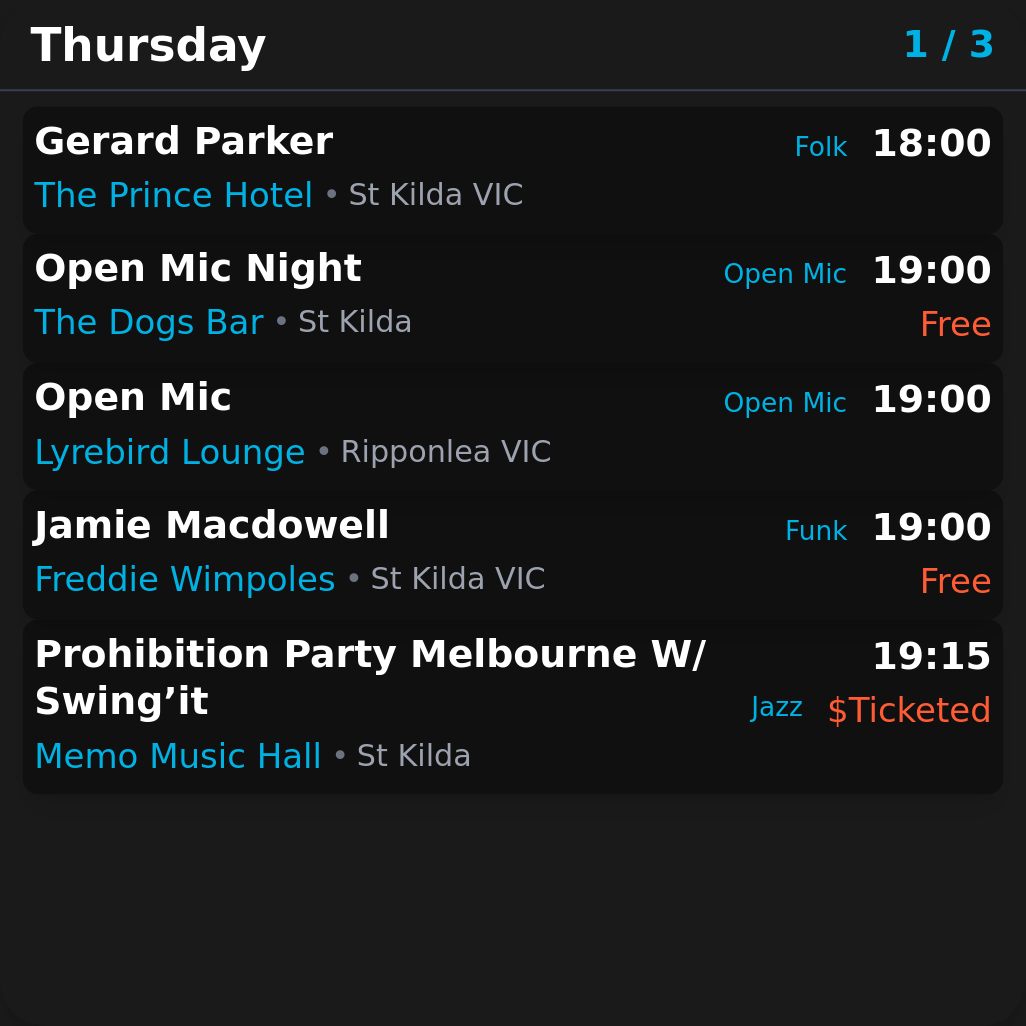 Thursday 1 / 3
Gerard Parker Folk 18:00
The Prince Hotel • St Kilda VIC
Open Mic Night Open Mic 19:00
The Dogs Bar • St Kilda Free
Open Mic Open Mic 19:00
Lyrebird Lounge • Ripponlea VIC
Jamie Macdowell Funk 19:00
Freddie Wimpoles • St Kilda VIC Free
Prohibition Party Melbourne W/ 19:15
Swing’it Jazz $Ticketed
Memo Music Hall • St Kilda